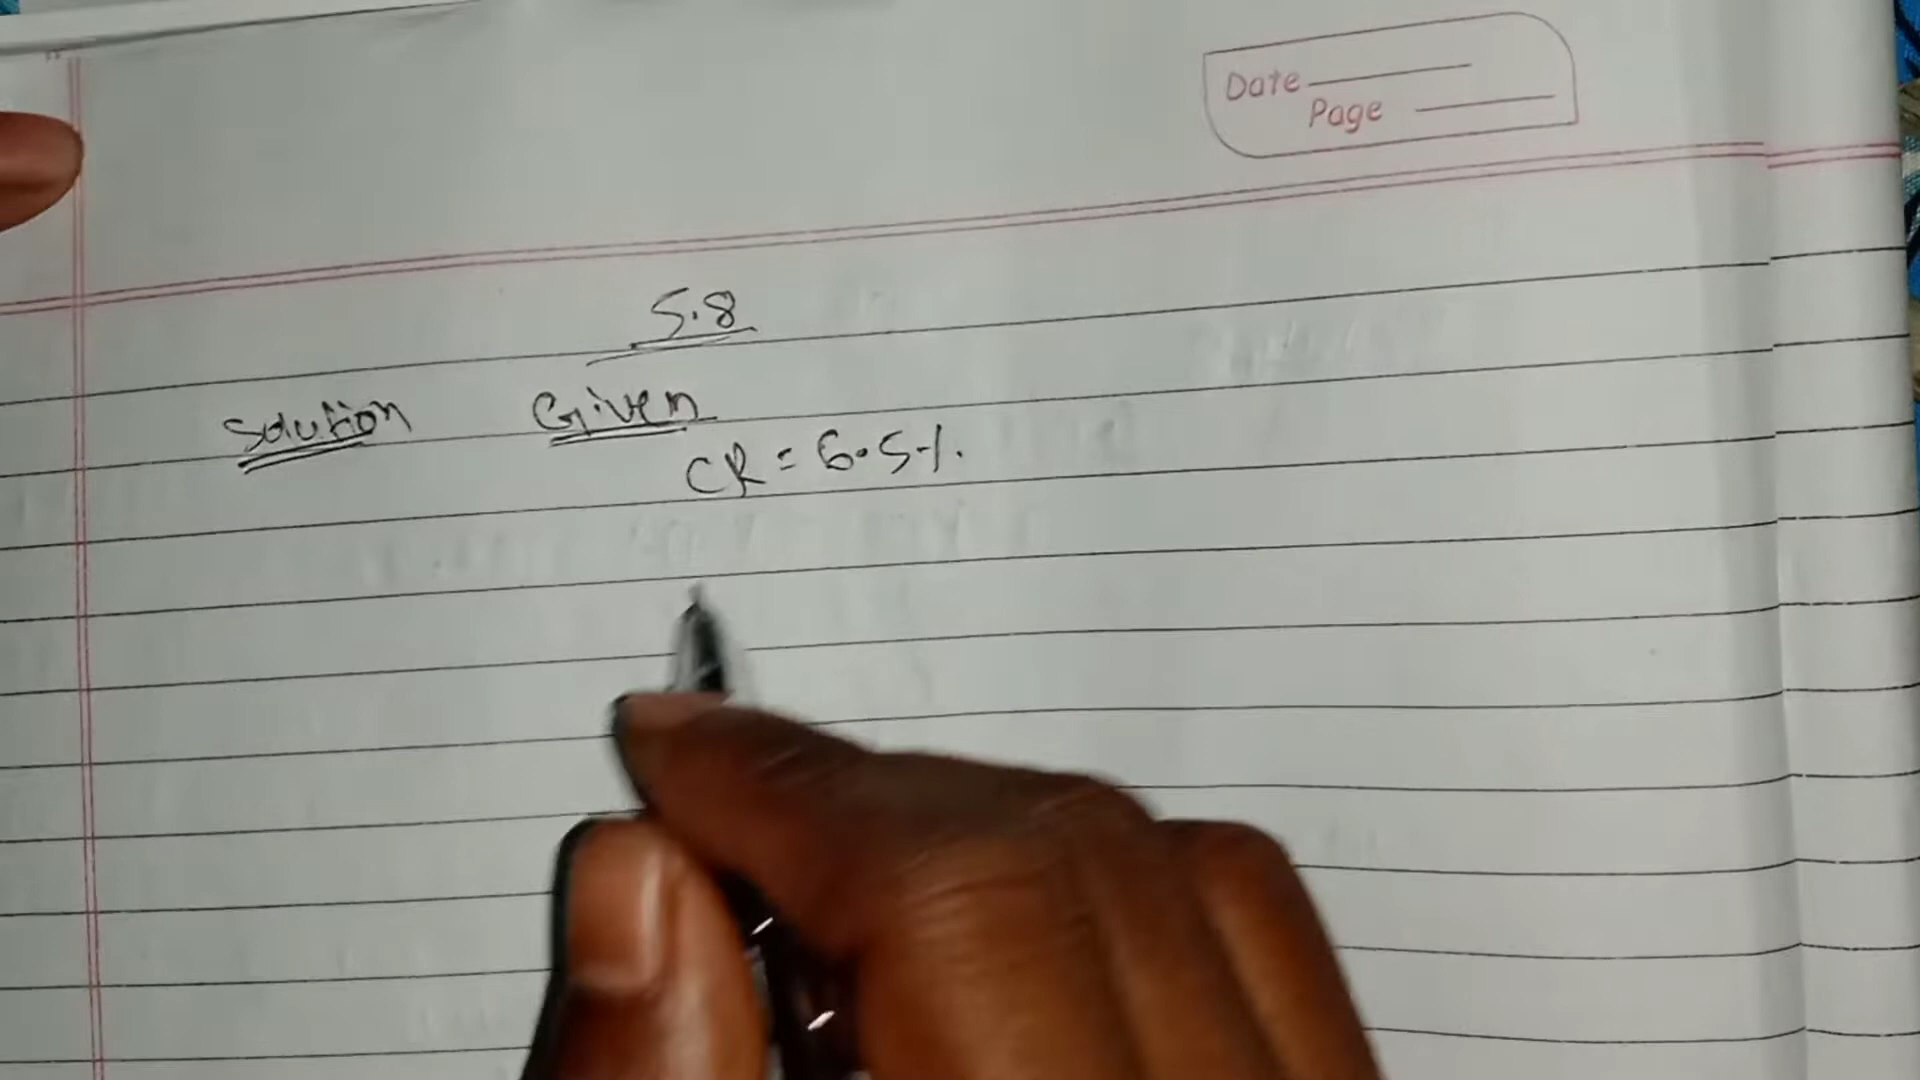 Date
Page
5.8
Solution Given
CR = 6.5%.